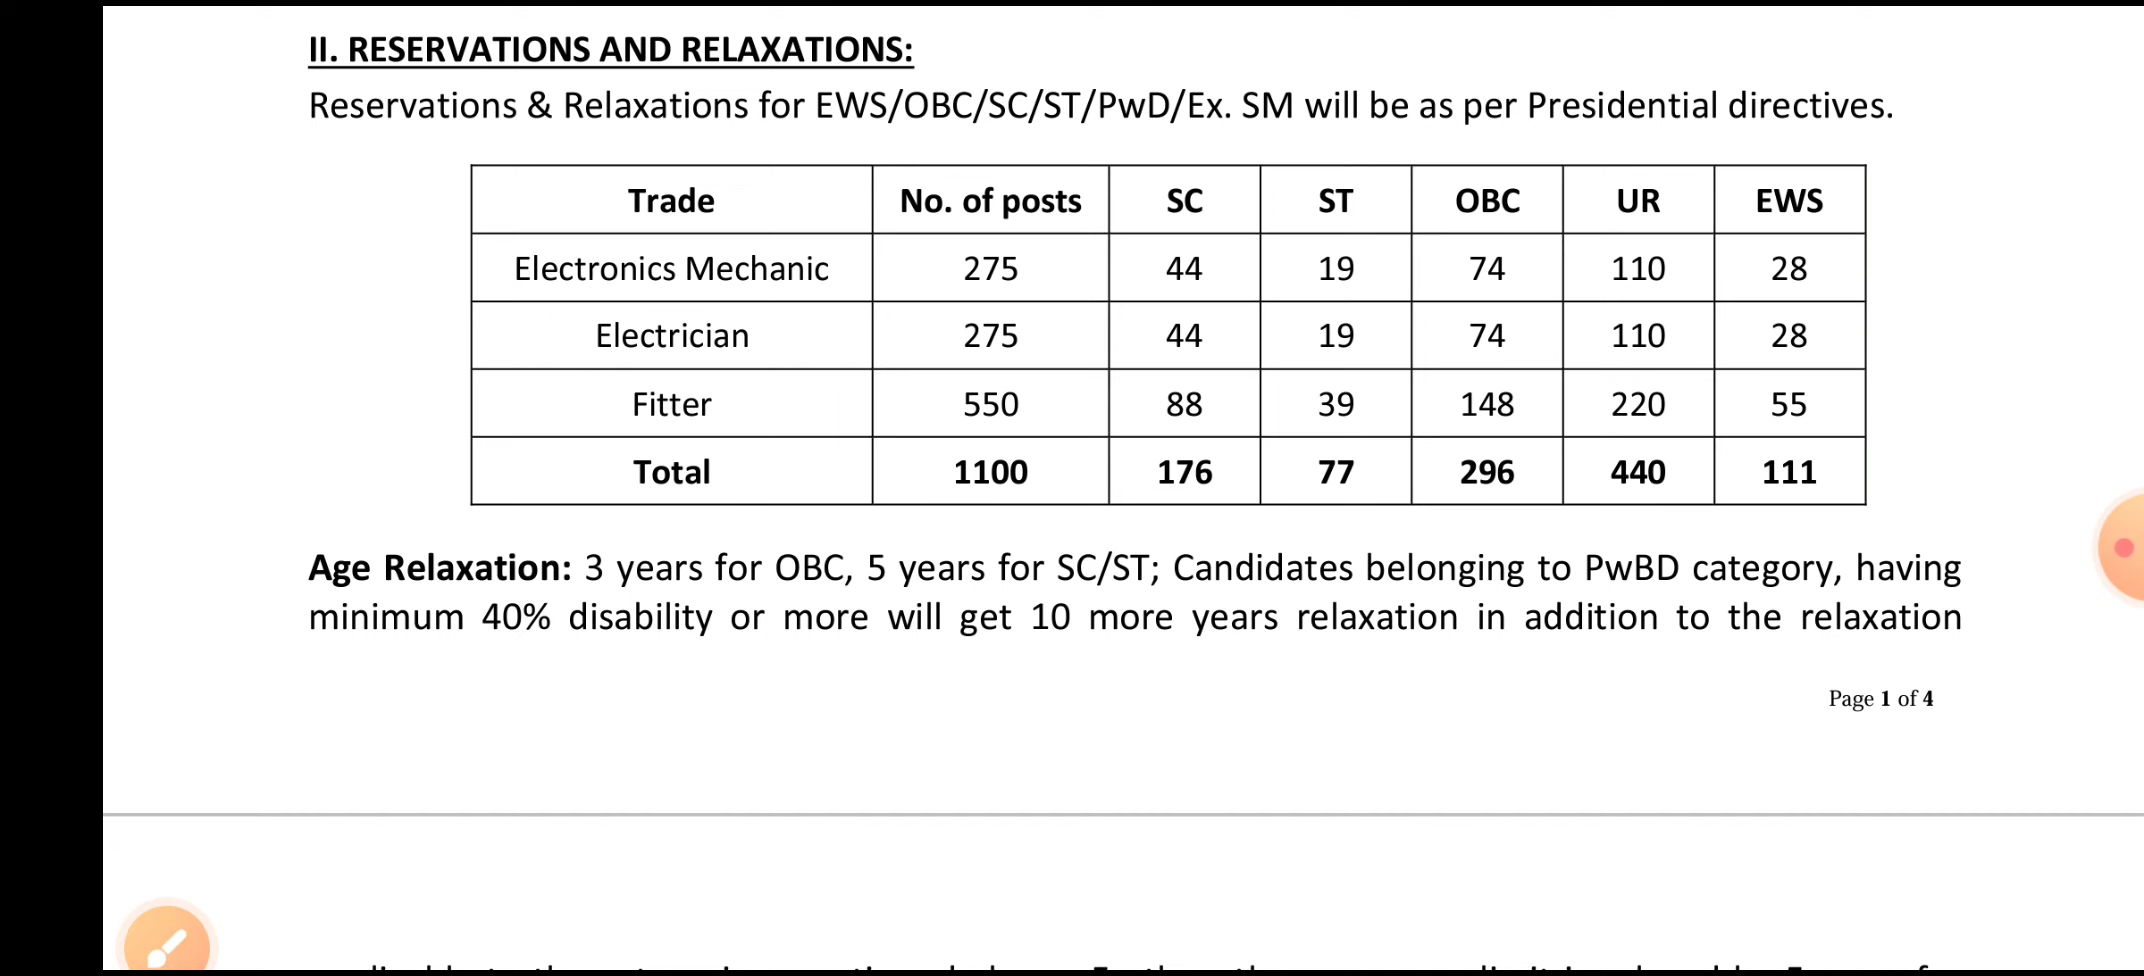 II. RESERVATIONS AND RELAXATIONS:
Reservations & Relaxations for EWS/OBC/SC/ST/PwD/Ex. SM will be as per Presidential directives.
Trade No. of posts SC ST OBC UR EWS
Electronics Mechanic 275 44 19 74 110 28
Electrician 275 44 19 74 110 28
Fitter 550 88 39 148 220 55
Total 1100 176 77 296 440 111
Age Relaxation: 3 years for OBC, 5 years for SC/ST; Candidates belonging to PwBD category, having
minimum 40% disability or more will get 10 more years relaxation in addition to the relaxation
Page 1 of 4